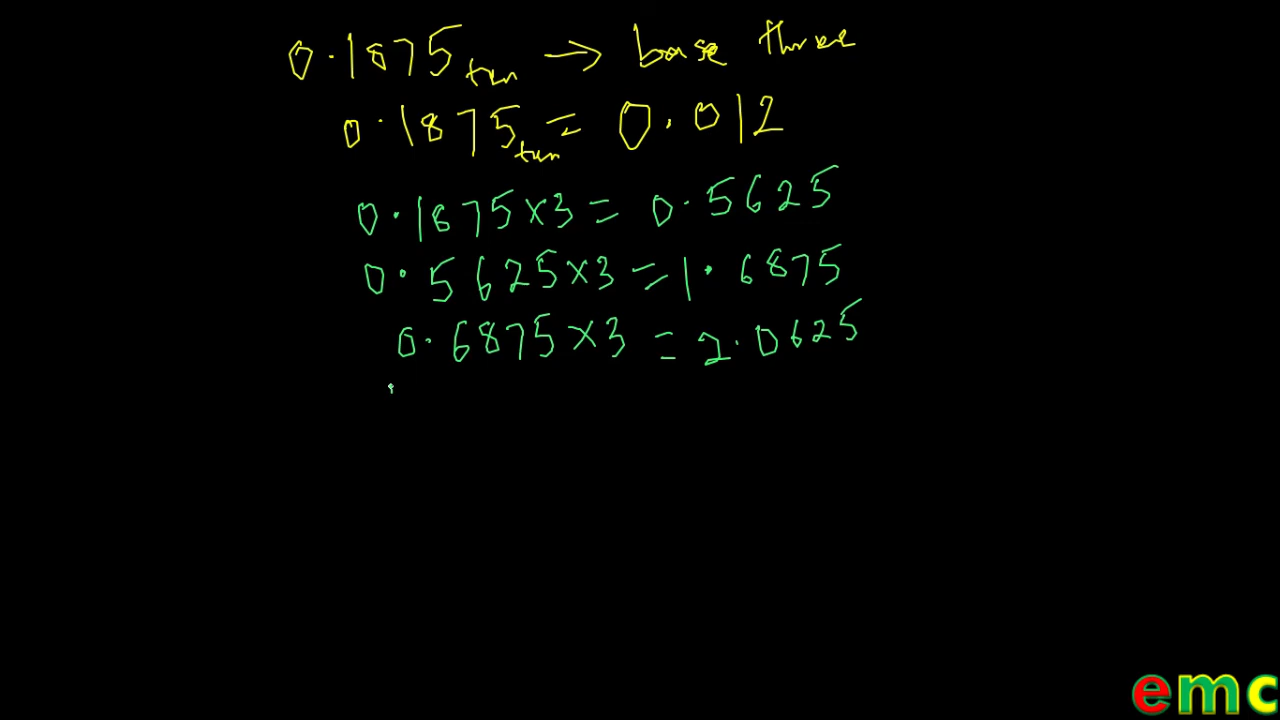 0.1875ten → base three
0.1875ten = 0.012
0.1875×3 = 0.5625
0.5625×3 = 1.6875
0.6875×3 = 2.0625
emc